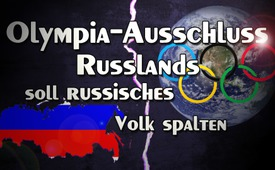 Olympia-Ausschluss
Russlands
soll russisches
Volk spalten